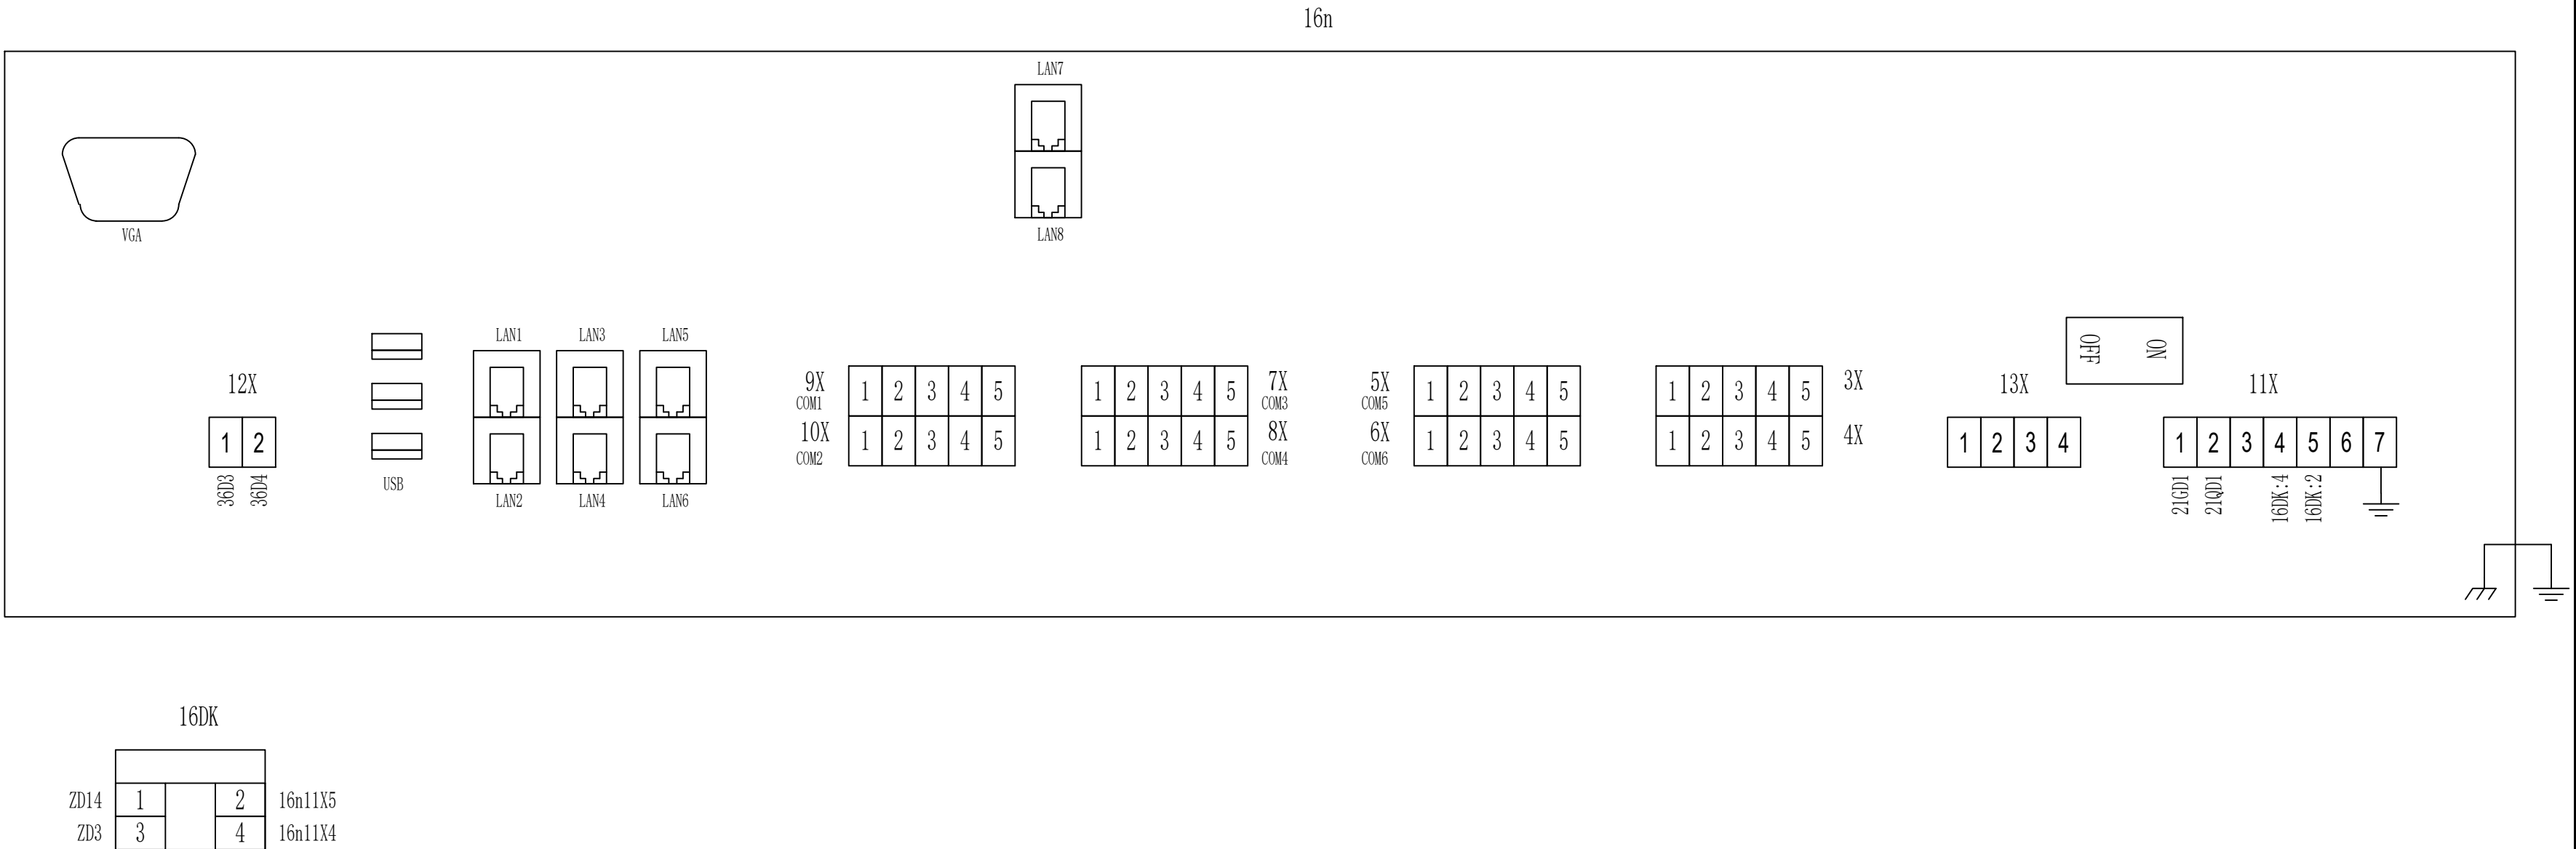 16n
LAN7
VGA
LAN8
LAN1 LAN3 LAN5
OFF ON
12X
9X 1 2 3 4 5 1 2 3 4 5 7X 5X 1 2 3 4 5 1 2 3 4 5 3X
COM1 COM3 COM5
13X 11X
10X 1 2 3 4 5 1 2 3 4 5 8X 6X 1 2 3 4 5 1 2 3 4 5 4X
COM2 COM4 COM6
1 2
1 2 3 4
1 2 3 4 5 6 7
36D3 36D4
USB
LAN2 LAN4 LAN6
21GD1 21QD1 16DK:4 16DK:2
16DK
ZD14 1 2 16n11X5
ZD3 3 4 16n11X4